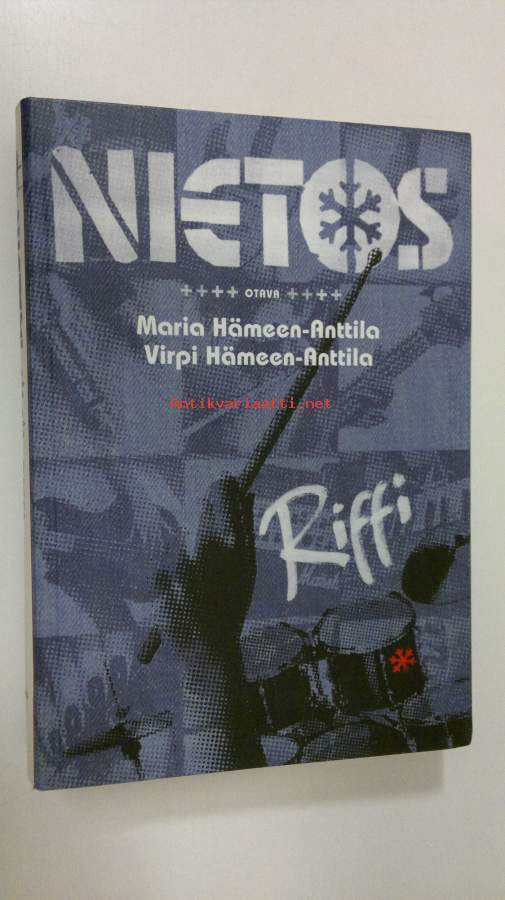 NIETOS
++++ OTAVA ++++
Maria Hämeen-Anttila
Virpi Hämeen-Anttila
Antikvariaatti.net
Riffi